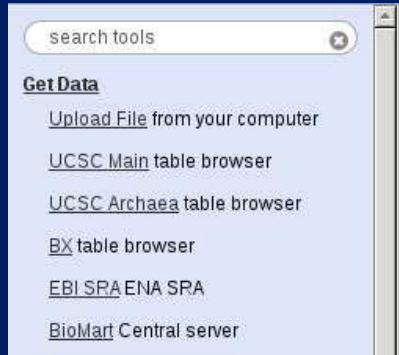 search tools
Get Data
Upload File from your computer
UCSC Main table browser
UCSC Archaea table browser
BX table browser
EBI SRA ENA SRA
BioMart Central server